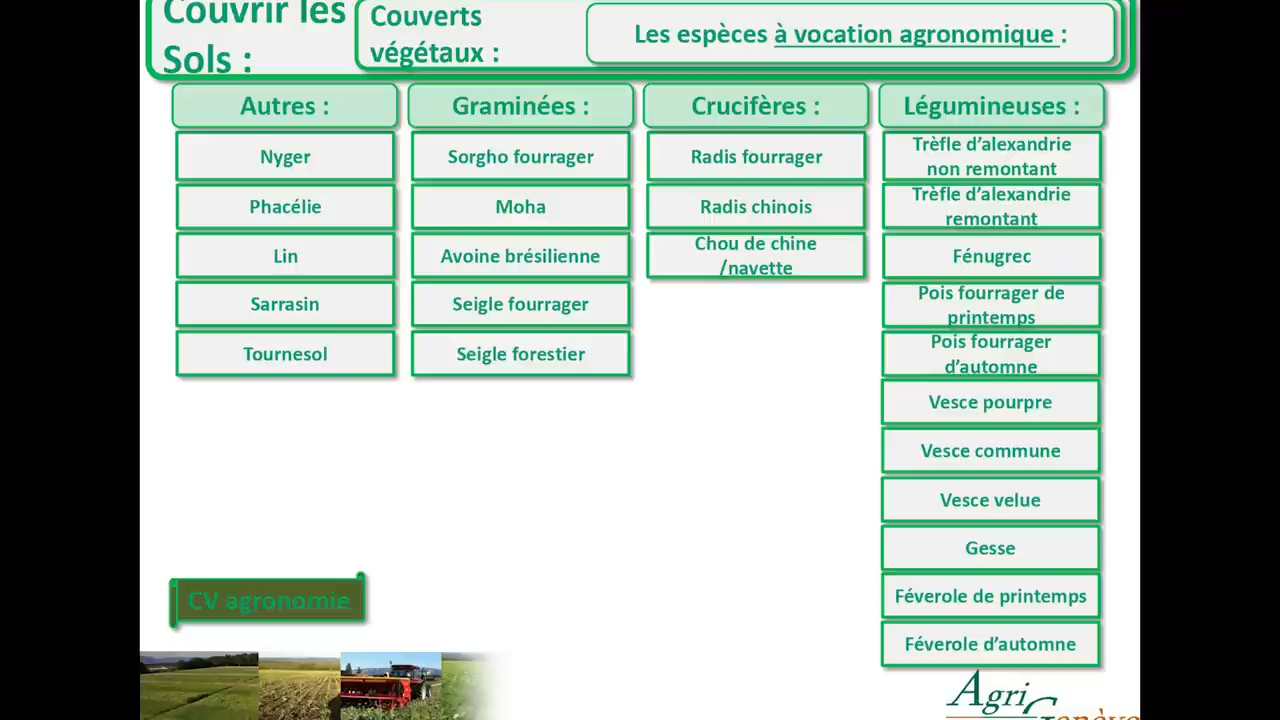 Couvrir les
Sols :
Couverts
végétaux :
Les espèces à vocation agronomique :
Autres :
Nyger
Phacélie
Lin
Sarrasin
Tournesol
Graminées :
Sorgho fourrager
Moha
Avoine brésilienne
Seigle fourrager
Seigle forestier
Crucifères :
Radis fourrager
Radis chinois
Chou de chine
/navette
Légumineuses :
Trèfle d’alexandrie
non remontant
Trèfle d’alexandrie
remontant
Fénugrec
Pois fourrager de
printemps
Pois fourrager
d’automne
Vesce pourpre
Vesce commune
Vesce velue
Gesse
Féverole de printemps
Féverole d’automne
CV agronomie
Agri
Genève